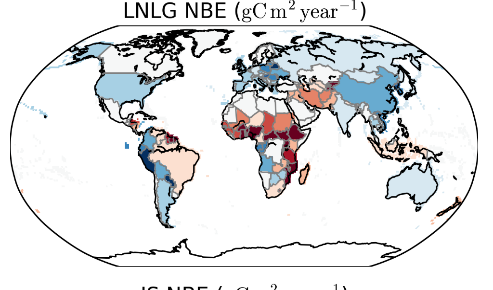 LNLG NBE (gC m² year⁻¹)